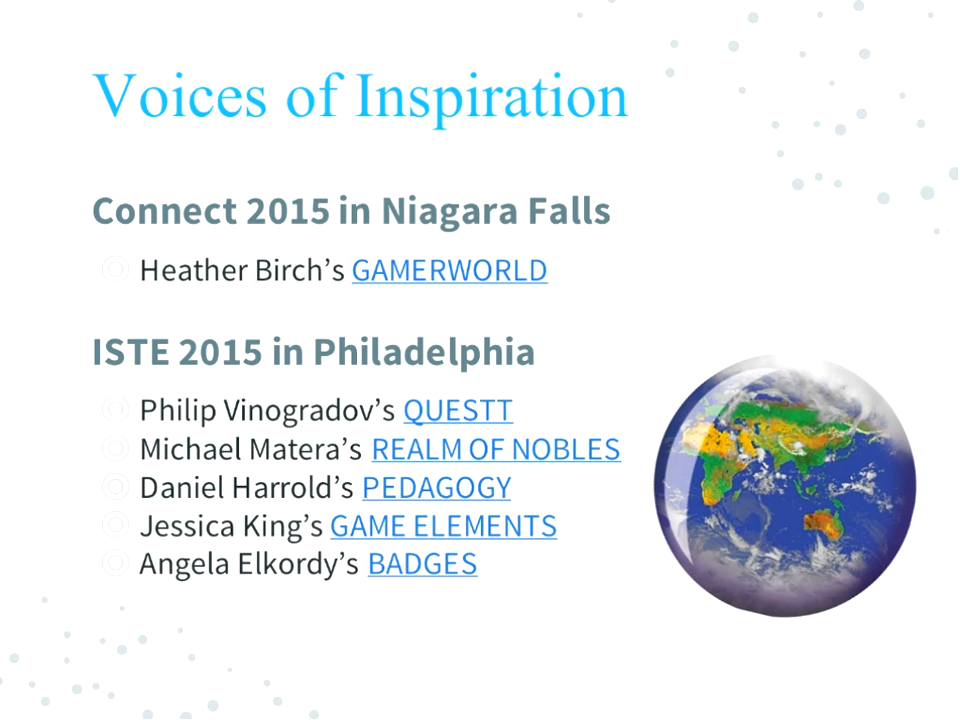 Voices of Inspiration
Connect 2015 in Niagara Falls
Heather Birch’s GAMERWORLD
ISTE 2015 in Philadelphia
Philip Vinogradov’s QUESTT
Michael Matera’s REALM OF NOBLES
Daniel Harrold’s PEDAGOGY
Jessica King’s GAME ELEMENTS
Angela Elkordy’s BADGES